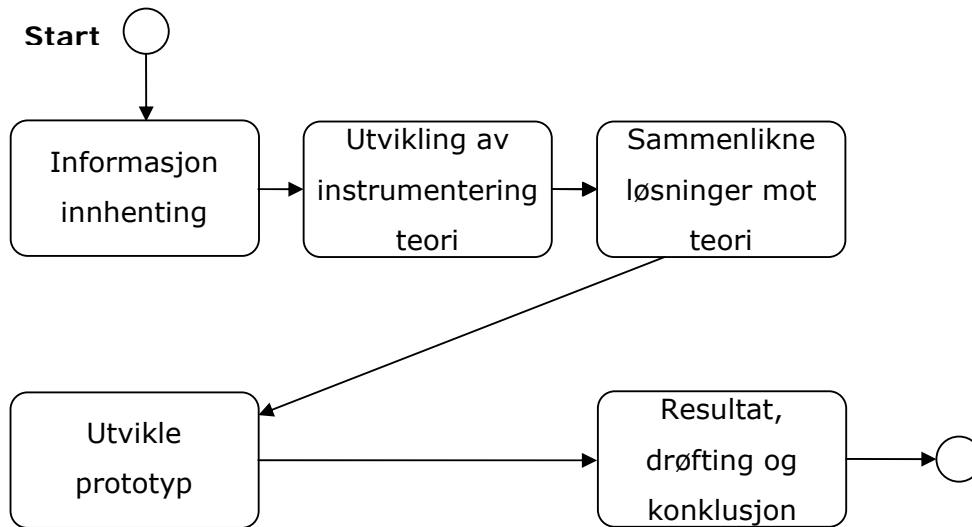 Start
Informasjon
innhenting
Utvikling av
instrumentering
teori
Sammenlikne
løsninger mot
teori
Utvikle
prototyp
Resultat,
drøfting og
konklusjon